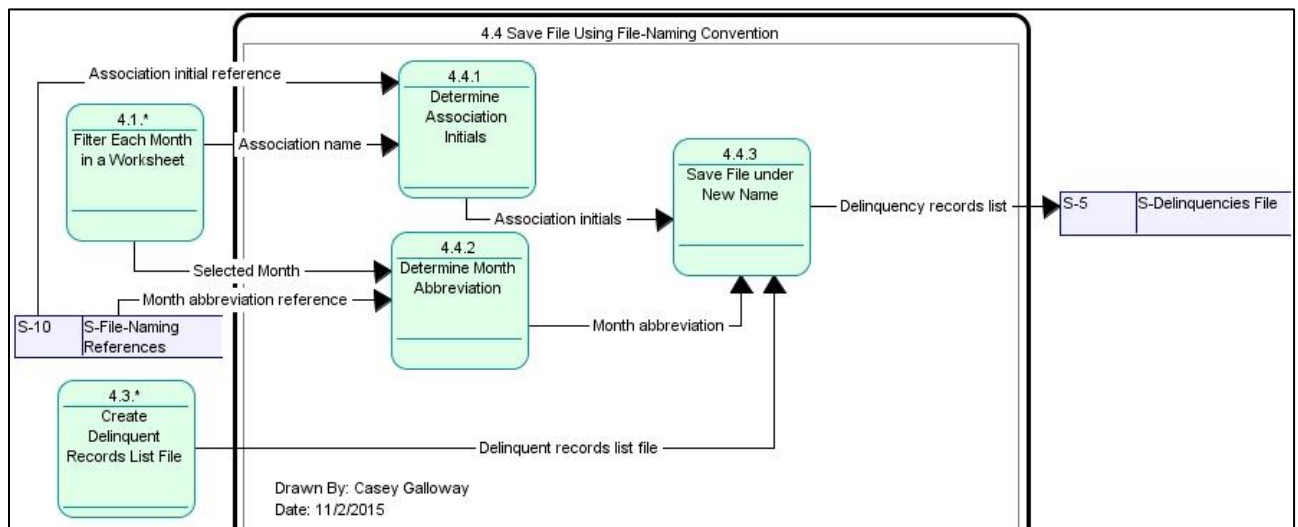 4.4 Save File Using File-Naming Convention
Association initial reference
4.4.1
Determine
Association
Initials
4.1.*
Filter Each Month
in a Worksheet
Association name
4.4.3
Save File under
New Name
Delinquency records list
S-5 S-Delinquencies File
Association initials
4.4.2
Determine Month
Abbreviation
Selected Month
Month abbreviation reference
S-10 S-File-Naming
References
Month abbreviation
4.3.*
Create
Delinquent
Records List File
Delinquent records list file
Drawn By: Casey Galloway
Date: 11/2/2015